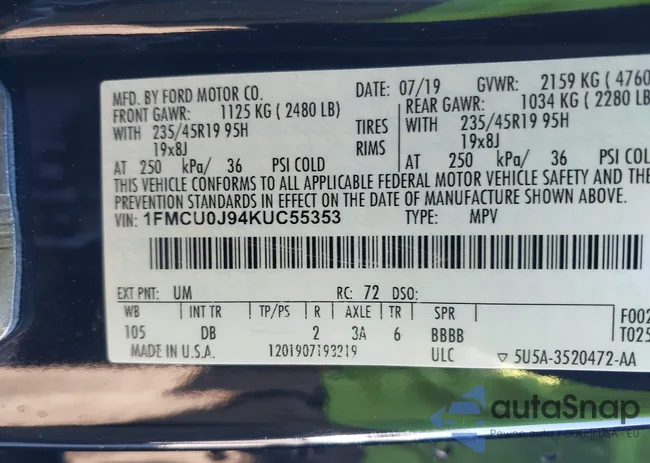 MFD. BY FORD MOTOR CO. DATE: 07/19 GVWR: 2159 KG ( 4760
FRONT GAWR: 1125 KG ( 2480 LB) REAR GAWR: 1034 KG ( 2280 LB
WITH 235/45R19 95H TIRES WITH 235/45R19 95H
19x8J RIMS 19x8J
AT 250 kPa/ 36 PSI COLD AT 250 kPa/ 36 PSI COL
THIS VEHICLE CONFORMS TO ALL APPLICABLE FEDERAL MOTOR VEHICLE SAFETY AND THE
PREVENTION STANDARDS IN EFFECT ON THE DATE OF MANUFACTURE SHOWN ABOVE.
VIN: 1FMCU0J94KUC55353 TYPE: MPV
EXT PNT: UM RC: 72 DSO:
WB INT TR TP/PS R AXLE TR SPR F002
105 DB 2 3A 6 BBBB T025
MADE IN U.S.A. 1201907193219 ULC ▽ 5U5A-3520472-AA
autaSnap